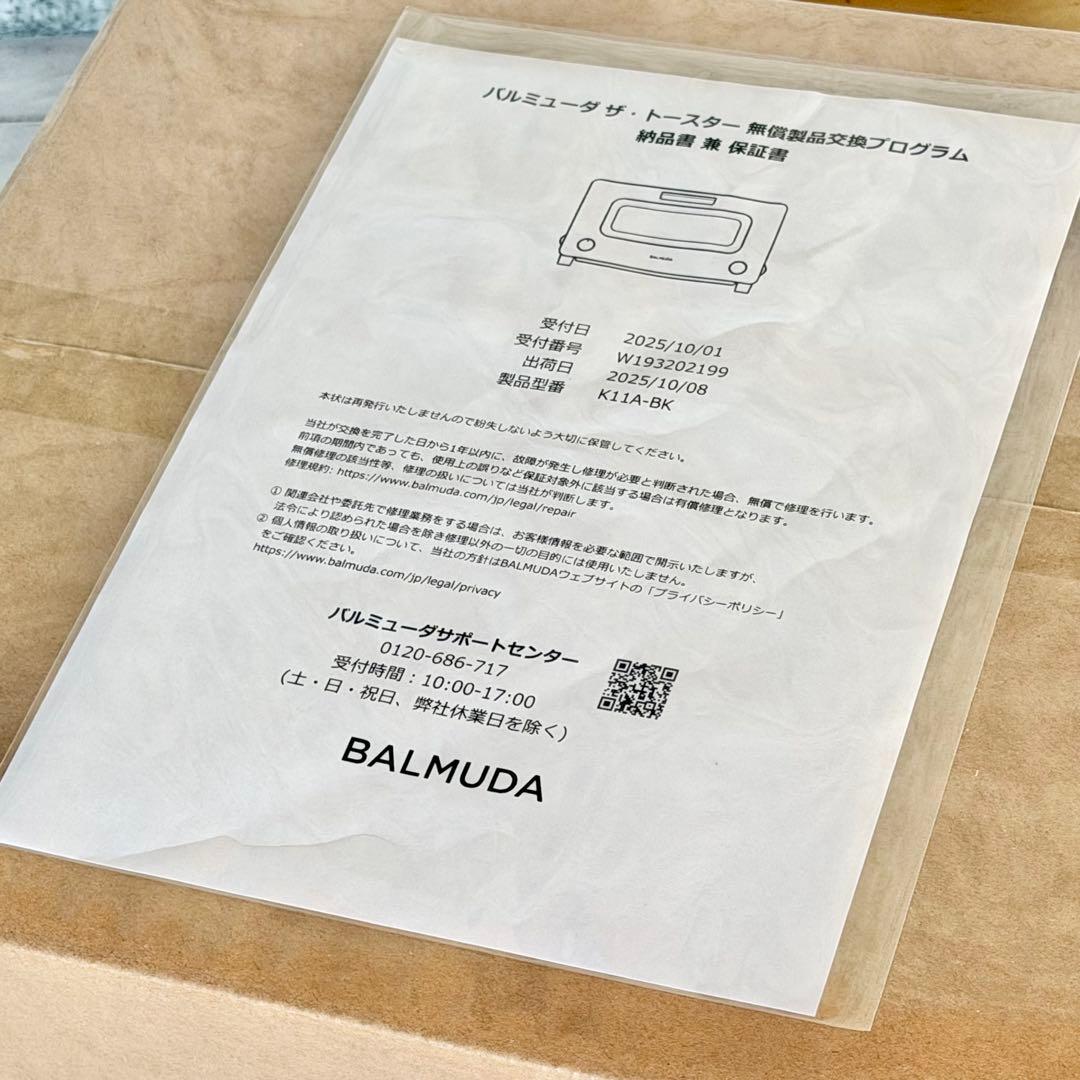 バルミューダ ザ・トースター 無償製品交換プログラム
納品書 兼 保証書
BALMUDA
受付日 2025/10/01
受付番号 W193202199
出荷日 2025/10/08
製品型番 K11A-BK
本状は再発行いたしませんので紛失しないよう大切に保管してください。
当社が交換を完了した日から1年以内に、故障が発生し修理が必要と判断された場合、無償で修理を行います。
前項の期間内であっても、使用上の誤りなど保証対象外に該当する場合は有償修理となります。
無償修理の該当性等、修理の扱いについては当社が判断します。
修理規約: https://www.balmuda.com/jp/legal/repair
① 関連会社や委託先で修理業務をする場合は、お客様情報を必要な範囲で開示いたしますが、
法令により認められた場合を除き修理以外の一切の目的には使用いたしません。
② 個人情報の取り扱いについて、当社の方針はBALMUDAウェブサイトの「プライバシーポリシー」
をご確認ください。
https://www.balmuda.com/jp/legal/privacy
バルミューダサポートセンター
0120-686-717
受付時間：10:00-17:00
(土・日・祝日、弊社休業日を除く)
BALMUDA